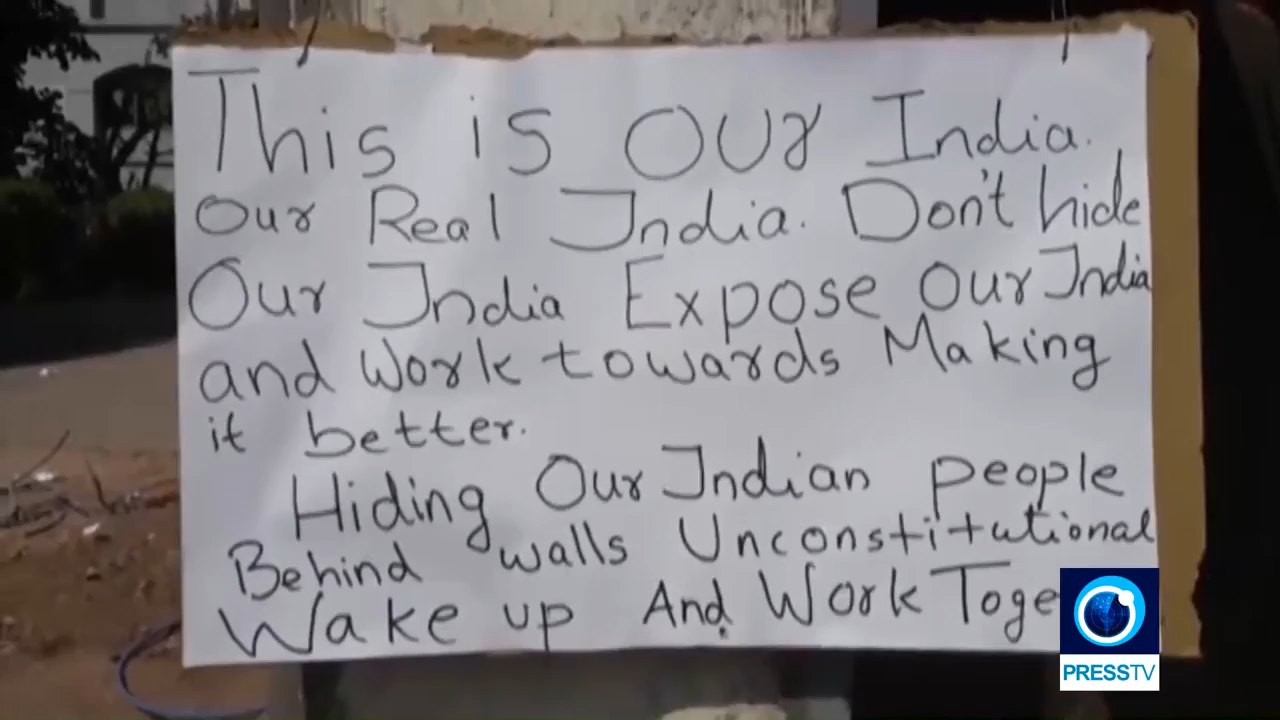 This is our India.
Our Real India. Don't hide
Our India Expose Our India
and Work towards Making
it better.
Hiding Our Indian people
Behind walls Unconstitutional
Wake up And Work Toge
PRESSTV